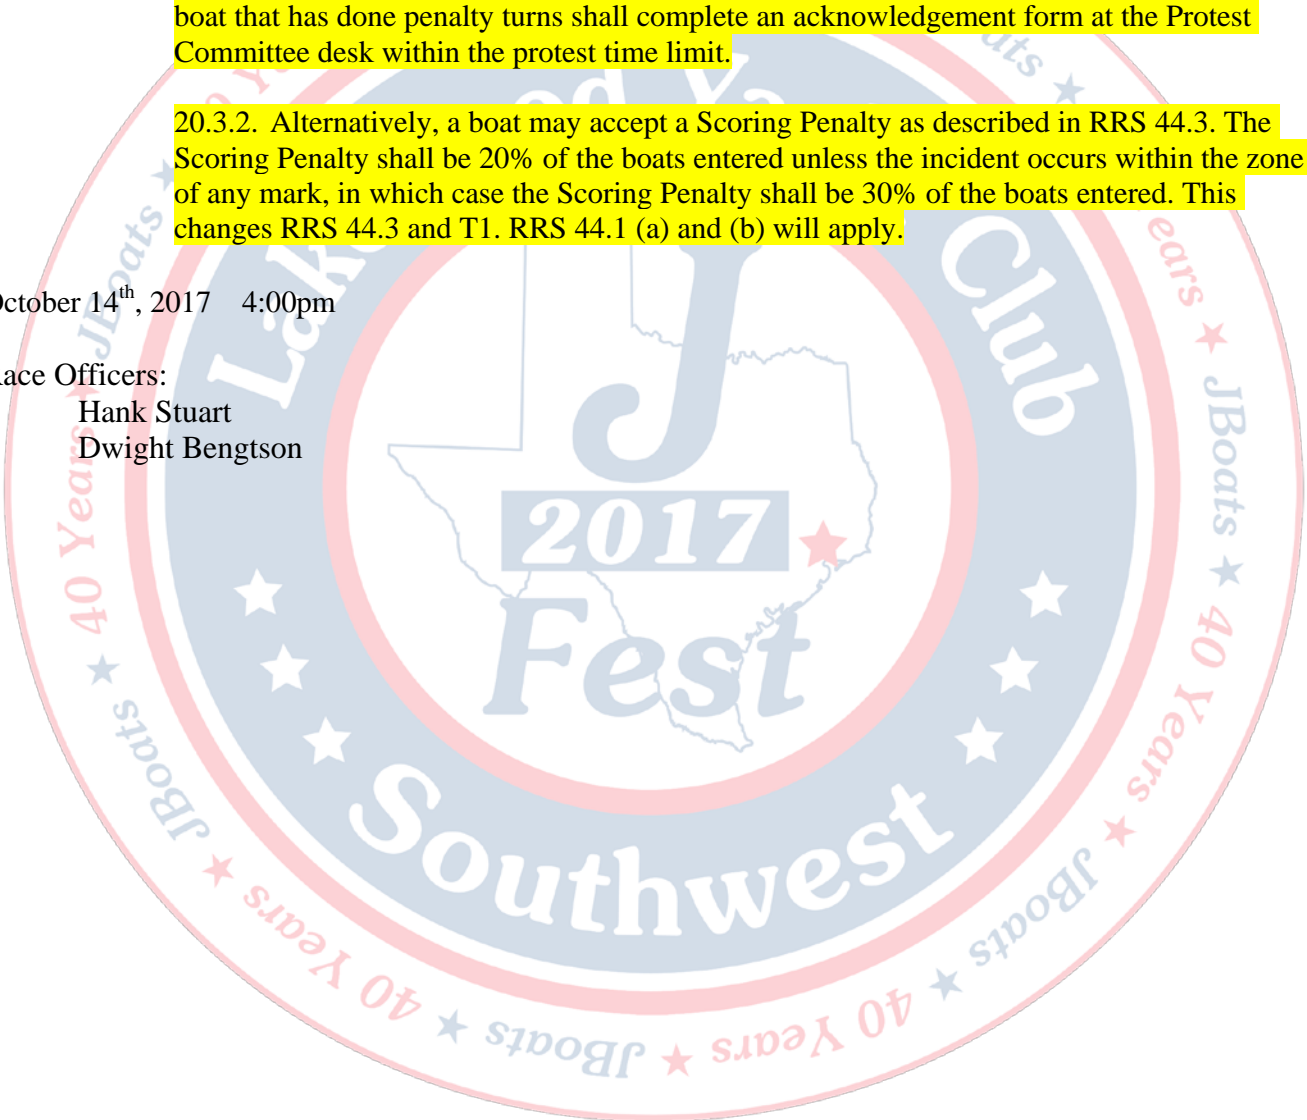 boat that has done penalty turns shall complete an acknowledgement form at the Protest
Committee desk within the protest time limit.
20.3.2. Alternatively, a boat may accept a Scoring Penalty as described in RRS 44.3. The
Scoring Penalty shall be 20% of the boats entered unless the incident occurs within the zone
of any mark, in which case the Scoring Penalty shall be 30% of the boats entered. This
changes RRS 44.3 and T1. RRS 44.1 (a) and (b) will apply.
14th, 2017 4:00pm
Officers:
Hank Stuart
Dwight Bengtson
Club
J
2017
Fest
Southwest
JBoats ★ 40 Years ★ JBoats ★ 40 Years ★ JBoats ★ 40 Years ★ JBoats ★ 40 Years ★ JBoats